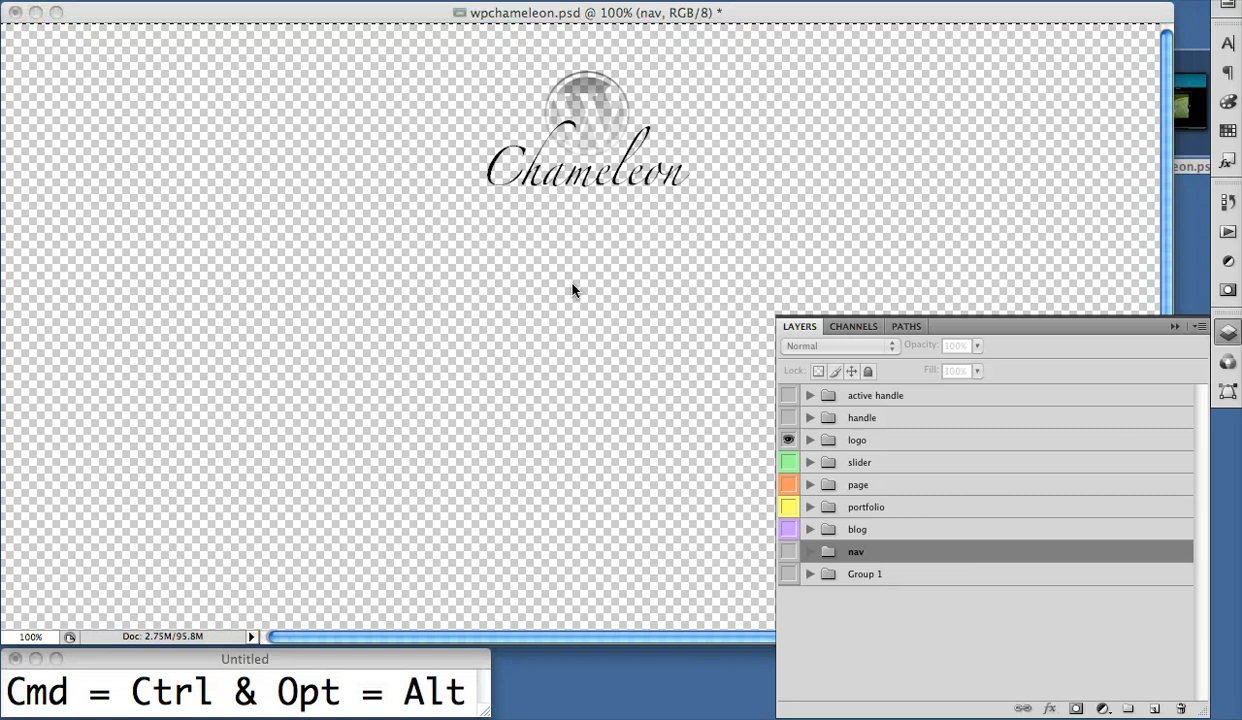 wpchameleon.psd @ 100% (nav, RGB/8) *
W
Chameleon
eon.ps
LAYERS CHANNELS PATHS
Normal Opacity: 100%
Lock: Fill: 100%
active handle
handle
logo
slider
page
portfolio
blog
nav
Group 1
100% Doc: 2.75M/95.8M
Untitled
Cmd = Ctrl & Opt = Alt